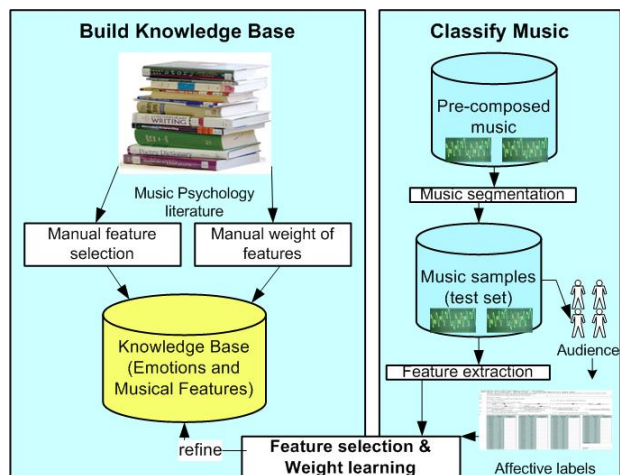 Build Knowledge Base
WRITING
Music Psychology
literature
Manual feature
selection
Manual weight of
features
Knowledge Base
(Emotions and
Musical Features)
refine
Classify Music
Pre-composed
music
Music segmentation
Music samples
(test set)
Audience
Feature extraction
Affective labels
Feature selection &
Weight learning